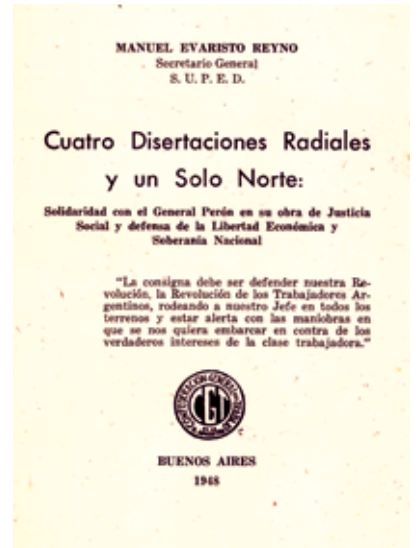 MANUEL EVARISTO REYNO
Secretario General
S. U. P. E. D.
Cuatro Disertaciones Radiales
y un Solo Norte:
Solidaridad con el General Perón en su obra de Justicia
Social y defensa de la Libertad Económica y
Soberanía Nacional
"La consigna debe ser defender nuestra Re-
volución, la Revolución de los Trabajadores Ar-
gentinos, rodeando a nuestro Jefe en todos los
terrenos y estar alerta con las maniobras en
que se nos quiera embarcar en contra de los
verdaderos intereses de la clase trabajadora."
CONFEDERACION GENERAL
CGT
BUENOS AIRES
1948